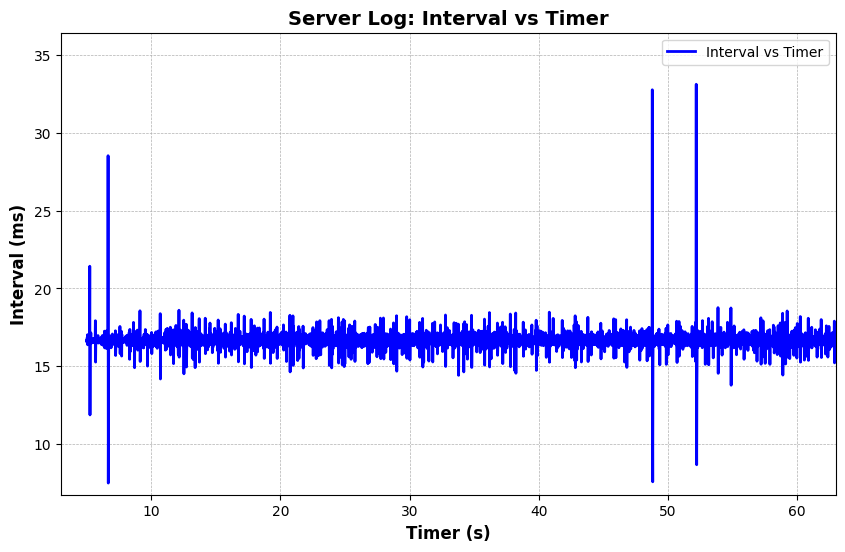 Server Log: Interval vs Timer
Interval vs Timer
35
30
25
20
15
10
Interval (ms)
10 20 30 40 50 60
Timer (s)